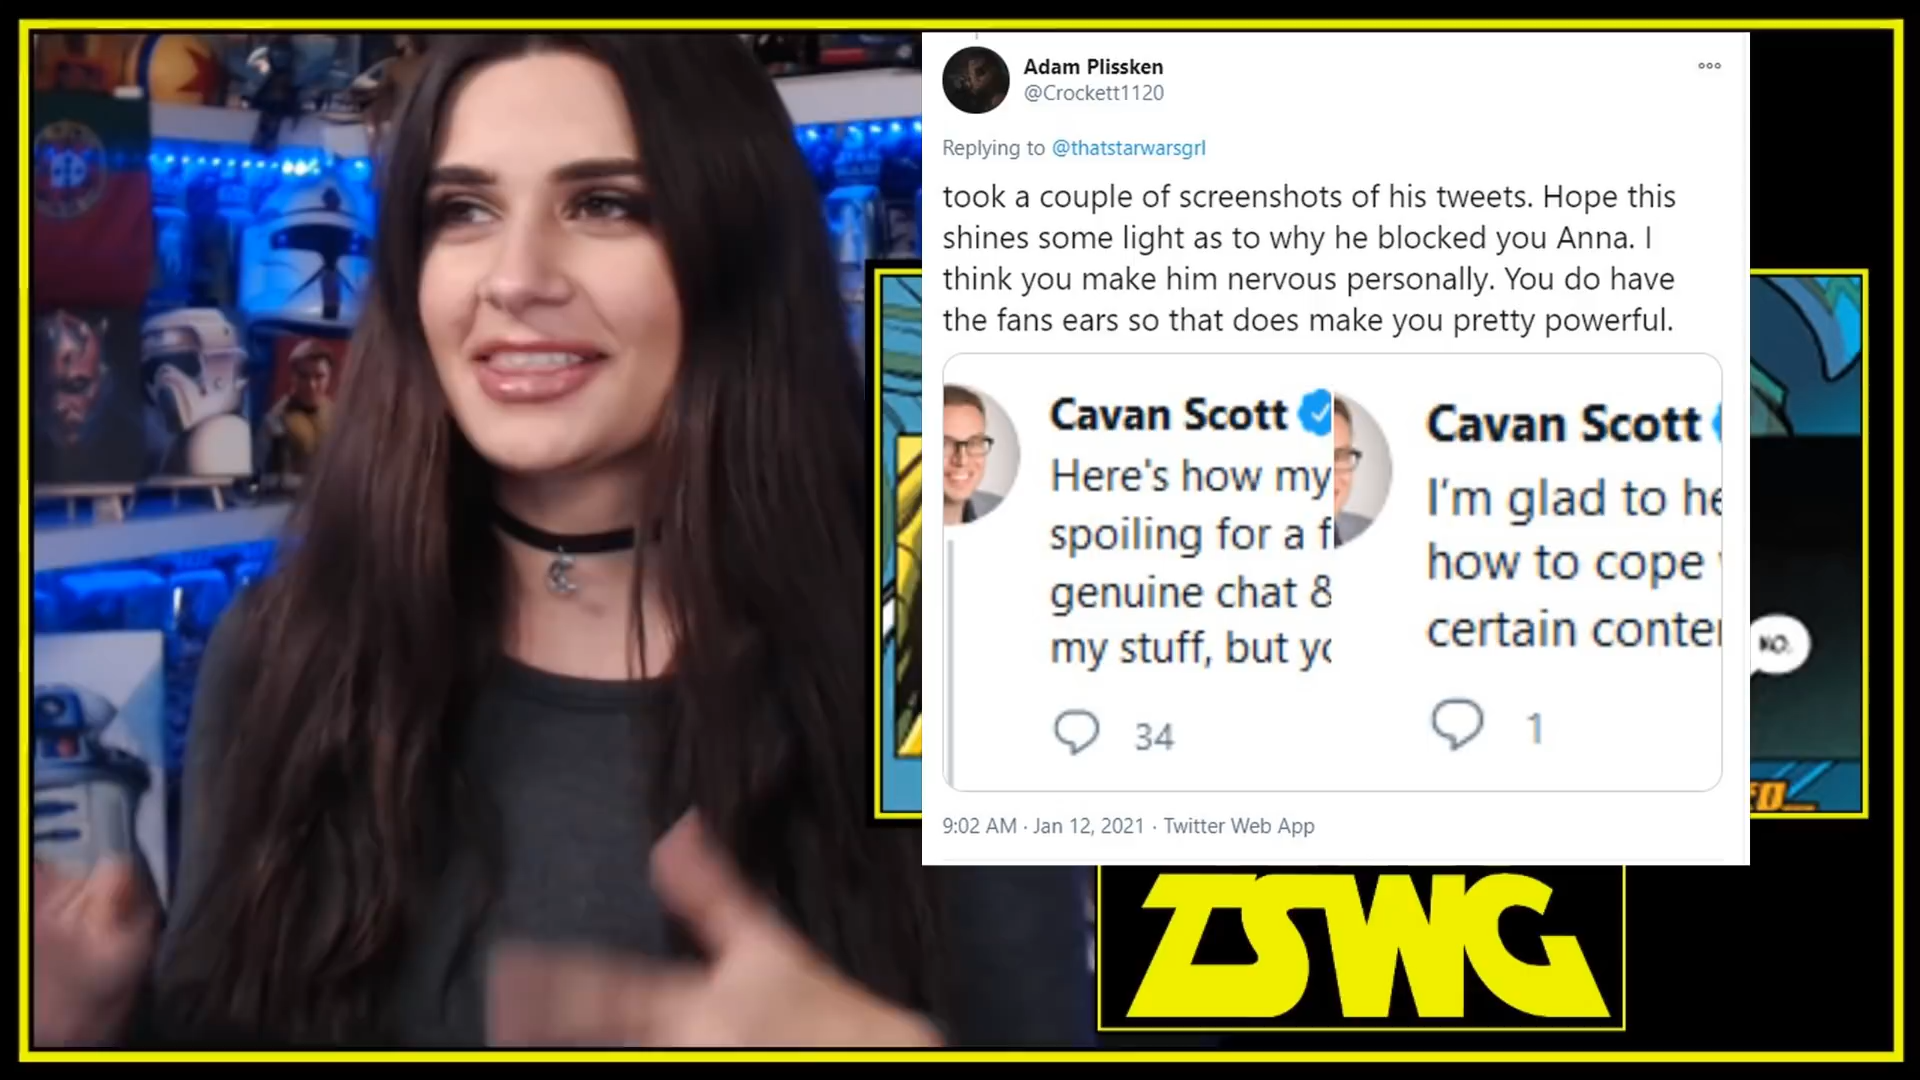 Adam Plissken
@Crockett1120
Replying to @thatstarwarsgrl
took a couple of screenshots of his tweets. Hope this
shines some light as to why he blocked you Anna. I
think you make him nervous personally. You do have
the fans ears so that does make you pretty powerful.
Cavan Scott
Here's how my
spoiling for a f
genuine chat &
my stuff, but yo
34
Cavan Scott
I'm glad to he
how to cope
certain conte
1
NO.
9:02 AM · Jan 12, 2021 · Twitter Web App
TSWG